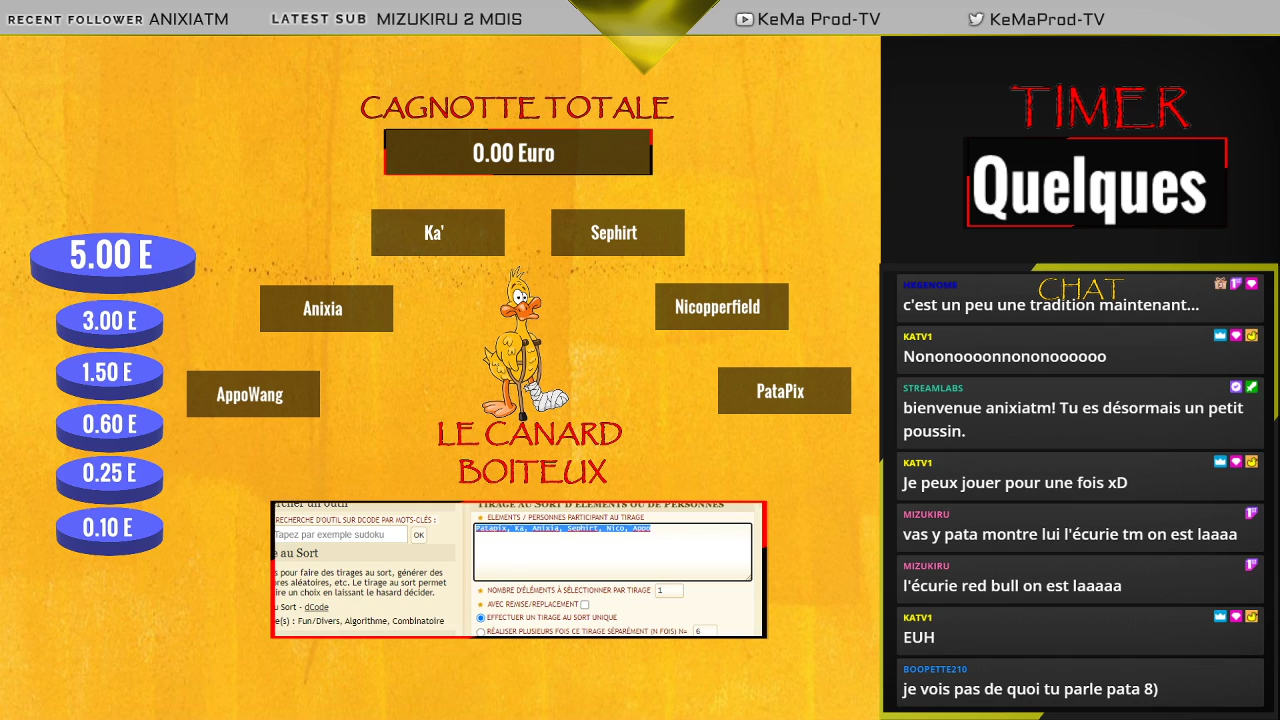 RECENT FOLLOWER ANIXIATM
LATEST SUB MIZUKIRU 2 MOIS
KeMa Prod-TV
KeMaProd-TV
CAGNOTTE TOTALE
0.00 Euro
TIMER
Quelques
Ka'
Sephirt
Anixia
Nicopperfield
AppoWang
PataPix
5.00 E
3.00 E
1.50 E
0.60 E
0.25 E
0.10 E
LE CANARD
BOITEUX
RECHERCHE D'OUTIL SUR DCODE PAR MOTS-CLÉS :
Tapez par exemple sudoku
OK
e au Sort
s pour faire des tirages au sort, générer des
res aléatoires, etc. Le tirage au sort permet
ire un choix en laissant le hasard décider.
u Sort - dCode
e(s) : Fun/Divers, Algorithme, Combinatoire
TIRAGE AU SORT D'ÉLÉMENTS OU DE PERSONNES
ELEMENTS / PERSONNES PARTICIPANT AU TIRAGE
Patapix, Ka, Anixia, Sephirt, Nico, Appo
NOMBRE D'ÉLÉMENTS À SÉLECTIONNER PAR TIRAGE 1
AVEC REMISE/REPLACEMENT
EFFECTUER UN TIRAGE AU SORT UNIQUE
RÉALISER PLUSIEURS FOIS CE TIRAGE SÉPARÉMENT (N FOIS) N= 6
CHAT
HXGENOMS
c'est un peu une tradition maintenant...
KATV1
Nononoooonnononoooooo
STREAMLABS
bienvenue anixiatm! Tu es désormais un petit
poussin.
KATV1
Je peux jouer pour une fois xD
MIZUKIRU
vas y pata montre lui l'écurie tm on est laaaa
MIZUKIRU
l'écurie red bull on est laaaaa
KATV1
EUH
BOOPETTE210
je vois pas de quoi tu parle pata 8)